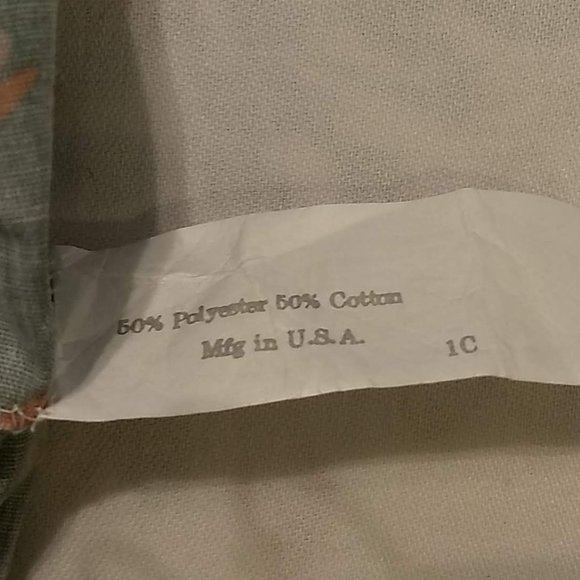 50% Polyester 50% Cotton
Mfg in U.S.A.
1C